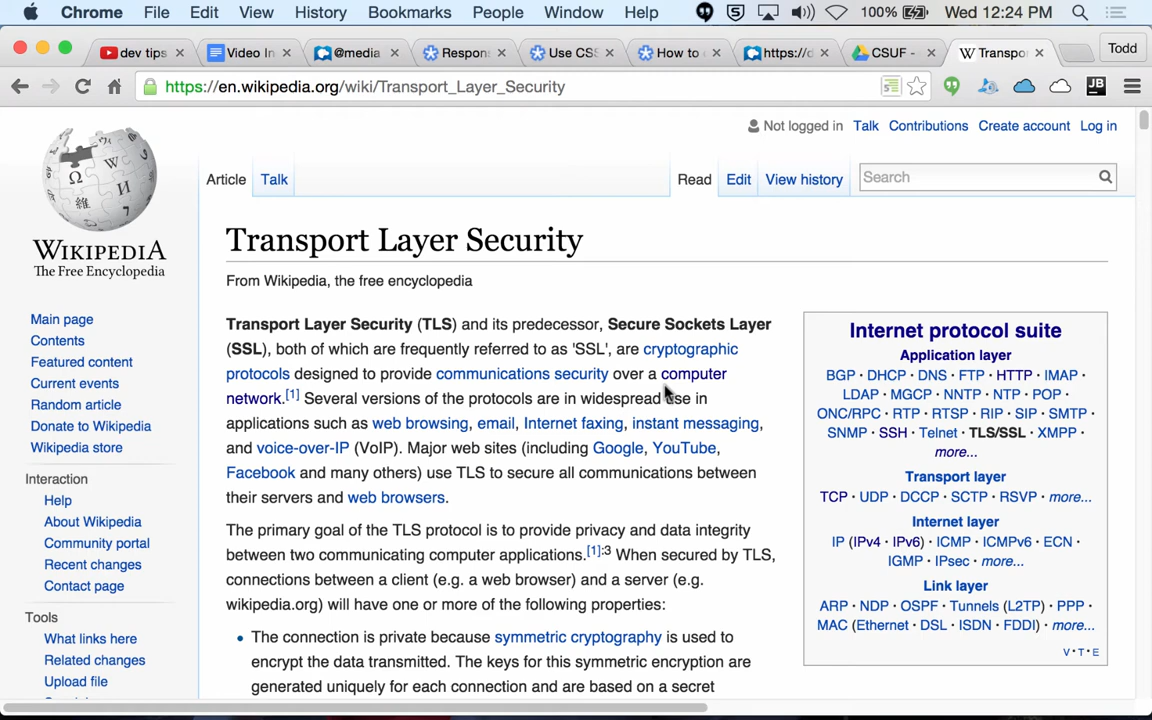 Chrome File Edit View History Bookmarks People Window Help 100% Wed 12:24 PM
dev tips Video In @media Respon Use CSS How to https://d CSUF - W Transpo Todd
https://en.wikipedia.org/wiki/Transport_Layer_Security JB
Not logged in Talk Contributions Create account Log in
Article Talk Read Edit View history Search
Ω W И 維
WIKIPEDIA
The Free Encyclopedia
Main page
Contents
Featured content
Current events
Random article
Donate to Wikipedia
Wikipedia store
Interaction
Help
About Wikipedia
Community portal
Recent changes
Contact page
Tools
What links here
Related changes
Upload file
Transport Layer Security
From Wikipedia, the free encyclopedia
Transport Layer Security (TLS) and its predecessor, Secure Sockets Layer
(SSL), both of which are frequently referred to as 'SSL', are cryptographic
protocols designed to provide communications security over a computer
network.[1] Several versions of the protocols are in widespread use in
applications such as web browsing, email, Internet faxing, instant messaging,
and voice-over-IP (VoIP). Major web sites (including Google, YouTube,
Facebook and many others) use TLS to secure all communications between
their servers and web browsers.
The primary goal of the TLS protocol is to provide privacy and data integrity
between two communicating computer applications.[1]:3 When secured by TLS,
connections between a client (e.g. a web browser) and a server (e.g.
wikipedia.org) will have one or more of the following properties:
• The connection is private because symmetric cryptography is used to
encrypt the data transmitted. The keys for this symmetric encryption are
generated uniquely for each connection and are based on a secret
Internet protocol suite
Application layer
BGP · DHCP · DNS · FTP · HTTP · IMAP ·
LDAP · MGCP · NNTP · NTP · POP ·
ONC/RPC · RTP · RTSP · RIP · SIP · SMTP ·
SNMP · SSH · Telnet · TLS/SSL · XMPP ·
more...
Transport layer
TCP · UDP · DCCP · SCTP · RSVP · more...
Internet layer
IP (IPv4 · IPv6) · ICMP · ICMPv6 · ECN ·
IGMP · IPsec · more...
Link layer
ARP · NDP · OSPF · Tunnels (L2TP) · PPP ·
MAC (Ethernet · DSL · ISDN · FDDI) · more...
V · T · E